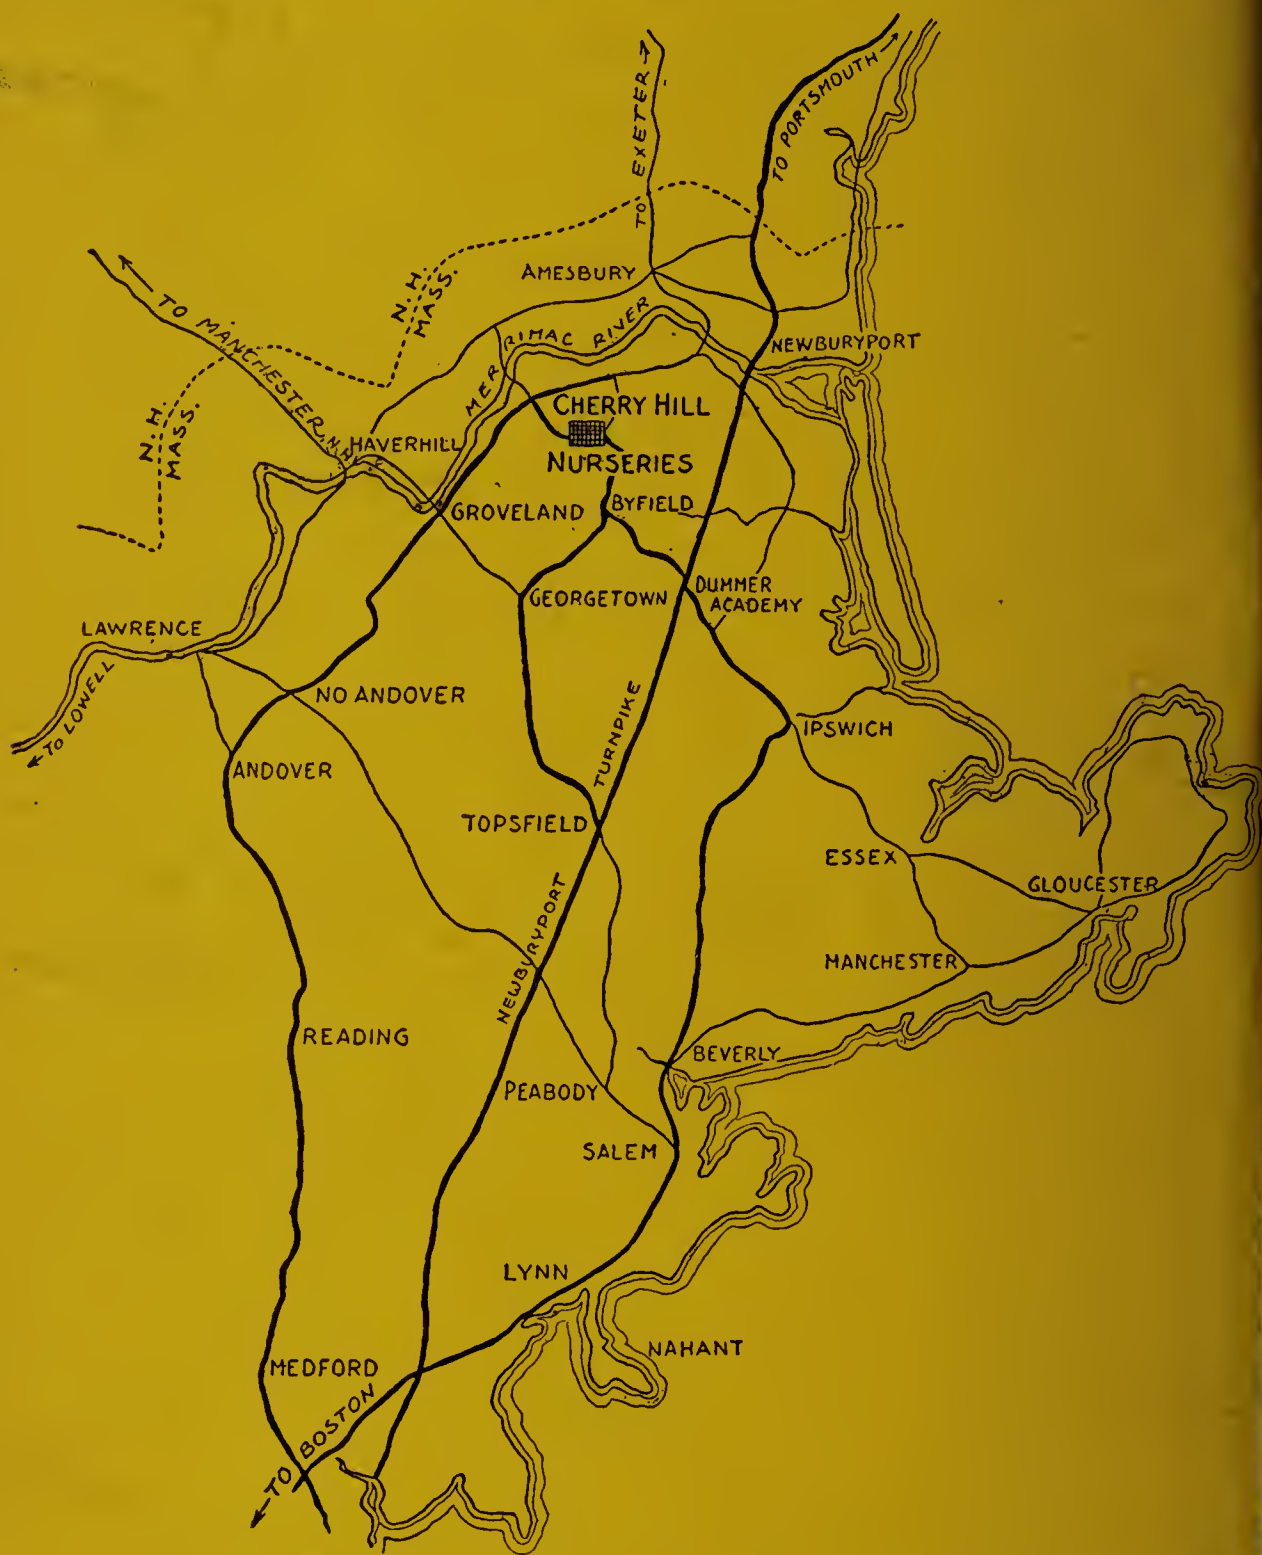 TO EXETER →
TO PORTSMOUTH →
AMESBURY
N.H.
MASS.
← TO MANCHESTER, N.H.
MERRIMAC RIVER
NEWBURYPORT
N.H.
MASS.
HAVERHILL
CHERRY HILL
NURSERIES
GROVELAND
BYFIELD
GEORGETOWN
DUMMER
ACADEMY
LAWRENCE
← TO LOWELL
NO ANDOVER
IPSWICH
ANDOVER
NEWBURYPORT TURNPIKE
TOPSFIELD
ESSEX
GLOUCESTER
MANCHESTER
READING
BEVERLY
PEABODY
SALEM
LYNN
NAHANT
MEDFORD
← TO BOSTON